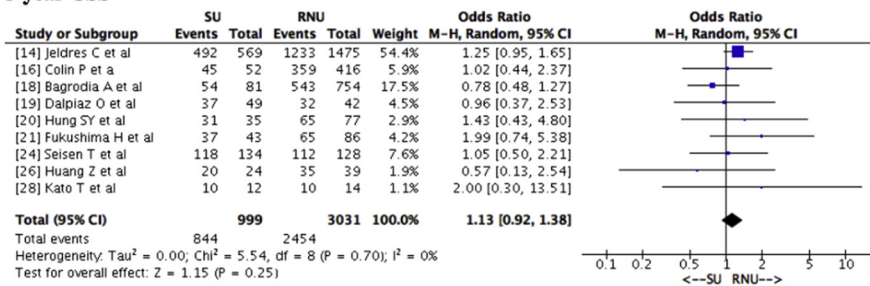 SU RNU Odds Ratio Odds Ratio
Study or Subgroup Events Total Events Total Weight M-H, Random, 95% CI M-H, Random, 95% CI
[14] Jeldres C et al 492 569 1233 1475 54.4% 1.25 [0.95, 1.65]
[16] Colin P et a 45 52 359 416 5.9% 1.02 [0.44, 2.37]
[18] Bagrodia A et al 54 81 543 754 17.5% 0.78 [0.48, 1.27]
[19] Dalpiaz O et al 37 49 32 42 4.5% 0.96 [0.37, 2.53]
[20] Hung SY et al 31 35 65 77 2.9% 1.43 [0.43, 4.80]
[21] Fukushima H et al 37 43 65 86 4.2% 1.99 [0.74, 5.38]
[24] Seisen T et al 118 134 112 128 7.6% 1.05 [0.50, 2.21]
[26] Huang Z et al 20 24 35 39 1.9% 0.57 [0.13, 2.54]
[28] Kato T et al 10 12 10 14 1.1% 2.00 [0.30, 13.51]
Total (95% CI) 999 3031 100.0% 1.13 [0.92, 1.38]
Total events 844 2454
Heterogeneity: Tau² = 0.00; Chi² = 5.54, df = 8 (P = 0.70); I² = 0%
Test for overall effect: Z = 1.15 (P = 0.25)
0.1 0.2 0.5 1 2 5 10
<--SU RNU-->